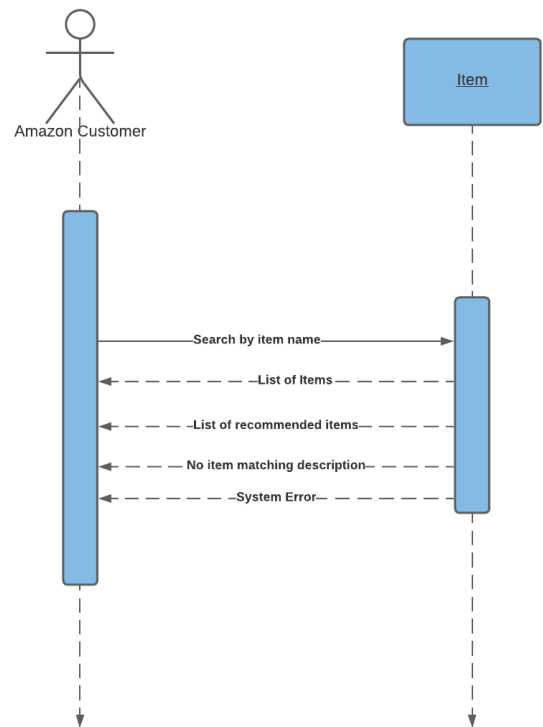 Item
Amazon Customer
Search by item name
List of Items
List of recommended items
No item matching description
System Error